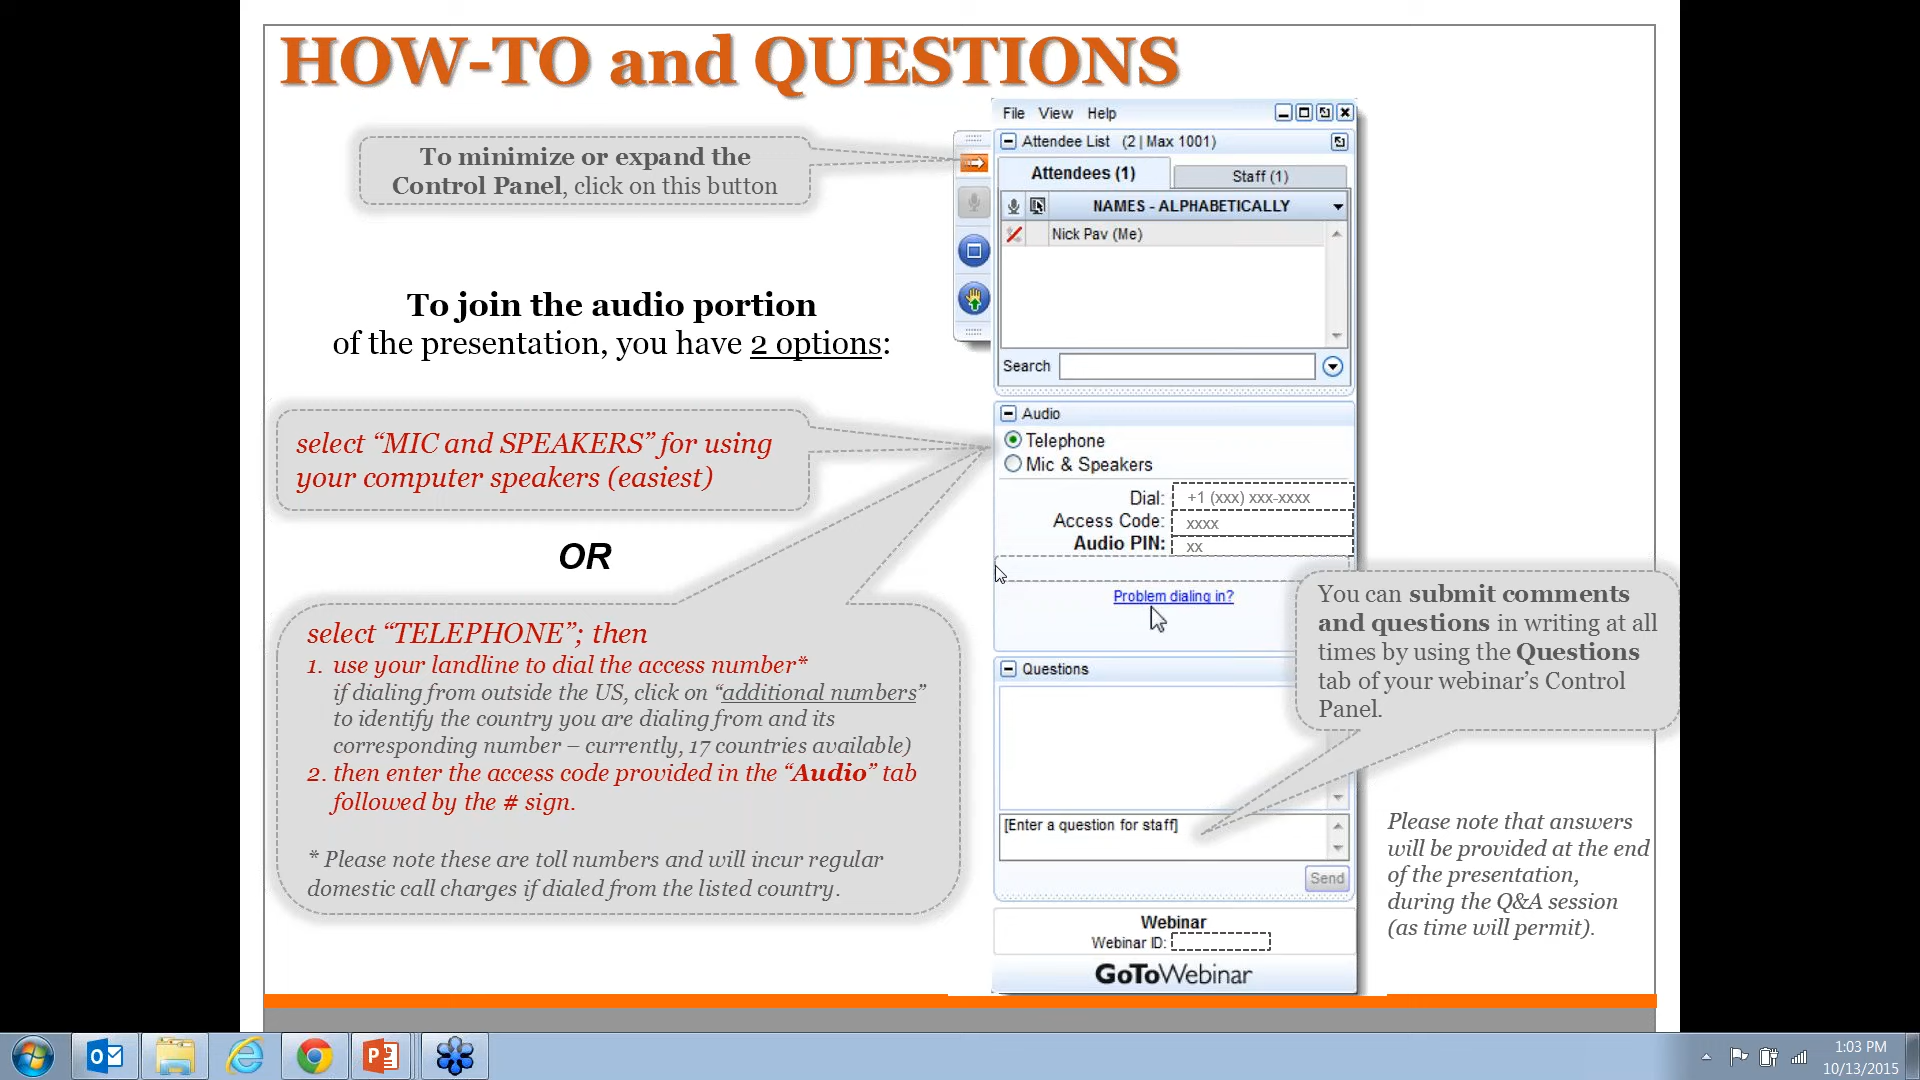 HOW-TO and QUESTIONS
To minimize or expand the
Control Panel, click on this button
To join the audio portion
of the presentation, you have 2 options:
select “MIC and SPEAKERS” for using
your computer speakers (easiest)
OR
select “TELEPHONE”; then
1. use your landline to dial the access number*
if dialing from outside the US, click on “additional numbers”
to identify the country you are dialing from and its
corresponding number – currently, 17 countries available)
2. then enter the access code provided in the “Audio” tab
followed by the # sign.
* Please note these are toll numbers and will incur regular
domestic call charges if dialed from the listed country.
File View Help
Attendee List (2 | Max 1001)
Attendees (1) Staff (1)
NAMES - ALPHABETICALLY
Nick Pav (Me)
Search
Audio
Telephone
Mic & Speakers
Dial: +1 (xxx) xxx-xxxx
Access Code: xxxx
Audio PIN: xx
Problem dialing in?
Questions
[Enter a question for staff]
Send
Webinar
Webinar ID:
GoToWebinar
You can submit comments
and questions in writing at all
times by using the Questions
tab of your webinar’s Control
Panel.
Please note that answers
will be provided at the end
of the presentation,
during the Q&A session
(as time will permit).
1:03 PM
10/13/2015